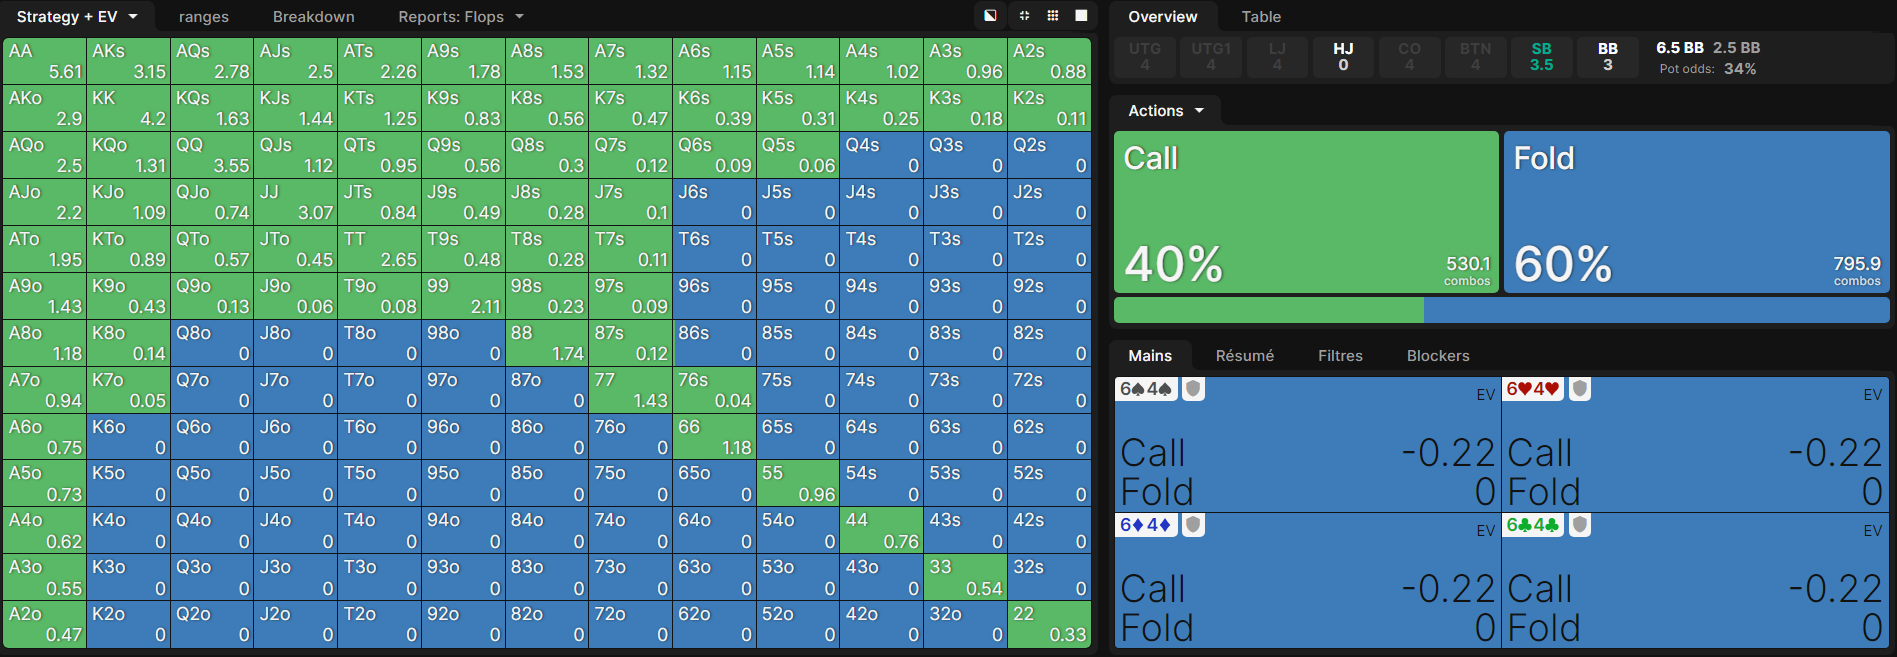 Strategy + EV ranges Breakdown Reports: Flops
AA AKs AQs AJs ATs A9s A8s A7s A6s A5s A4s A3s A2s
5.61 3.15 2.78 2.5 2.26 1.78 1.53 1.32 1.15 1.14 1.02 0.96 0.88
AKo KK KQs KJs KTs K9s K8s K7s K6s K5s K4s K3s K2s
2.9 4.2 1.63 1.44 1.25 0.83 0.56 0.47 0.39 0.31 0.25 0.18 0.11
AQo KQo QQ QJs QTs Q9s Q8s Q7s Q6s Q5s Q4s Q3s Q2s
2.5 1.31 3.55 1.12 0.95 0.56 0.3 0.12 0.09 0.06 0 0 0
AJo KJo QJo JJ JTs J9s J8s J7s J6s J5s J4s J3s J2s
2.2 1.09 0.74 3.07 0.84 0.49 0.28 0.1 0 0 0 0 0
ATo KTo QTo JTo TT T9s T8s T7s T6s T5s T4s T3s T2s
1.95 0.89 0.57 0.45 2.65 0.48 0.28 0.11 0 0 0 0 0
A9o K9o Q9o J9o T9o 99 98s 97s 96s 95s 94s 93s 92s
1.43 0.43 0.13 0.06 0.08 2.11 0.23 0.09 0 0 0 0 0
A8o K8o Q8o J8o T8o 98o 88 87s 86s 85s 84s 83s 82s
1.18 0.14 0 0 0 0 1.74 0.12 0 0 0 0 0
A7o K7o Q7o J7o T7o 97o 87o 77 76s 75s 74s 73s 72s
0.94 0.05 0 0 0 0 0 1.43 0.04 0 0 0 0
A6o K6o Q6o J6o T6o 96o 86o 76o 66 65s 64s 63s 62s
0.75 0 0 0 0 0 0 0 1.18 0 0 0 0
A5o K5o Q5o J5o T5o 95o 85o 75o 65o 55 54s 53s 52s
0.73 0 0 0 0 0 0 0 0 0.96 0 0 0
A4o K4o Q4o J4o T4o 94o 84o 74o 64o 54o 44 43s 42s
0.62 0 0 0 0 0 0 0 0 0 0.76 0 0
A3o K3o Q3o J3o T3o 93o 83o 73o 63o 53o 43o 33 32s
0.55 0 0 0 0 0 0 0 0 0 0 0.54 0
A2o K2o Q2o J2o T2o 92o 82o 72o 62o 52o 42o 32o 22
0.47 0 0 0 0 0 0 0 0 0 0 0 0.33
Overview Table
UTG UTG1 LJ HJ CO BTN SB BB
4 4 4 0 4 4 3.5 3
6.5 BB 2.5 BB
Pot odds: 34%
Actions
Call
40%
530.1
combos
Fold
60%
795.9
combos
Mains Résumé Filtres Blockers
6♠4♠ EV
Call -0.22
Fold 0
6♥4♥ EV
Call -0.22
Fold 0
6♦4♦ EV
Call -0.22
Fold 0
6♣4♣ EV
Call -0.22
Fold 0